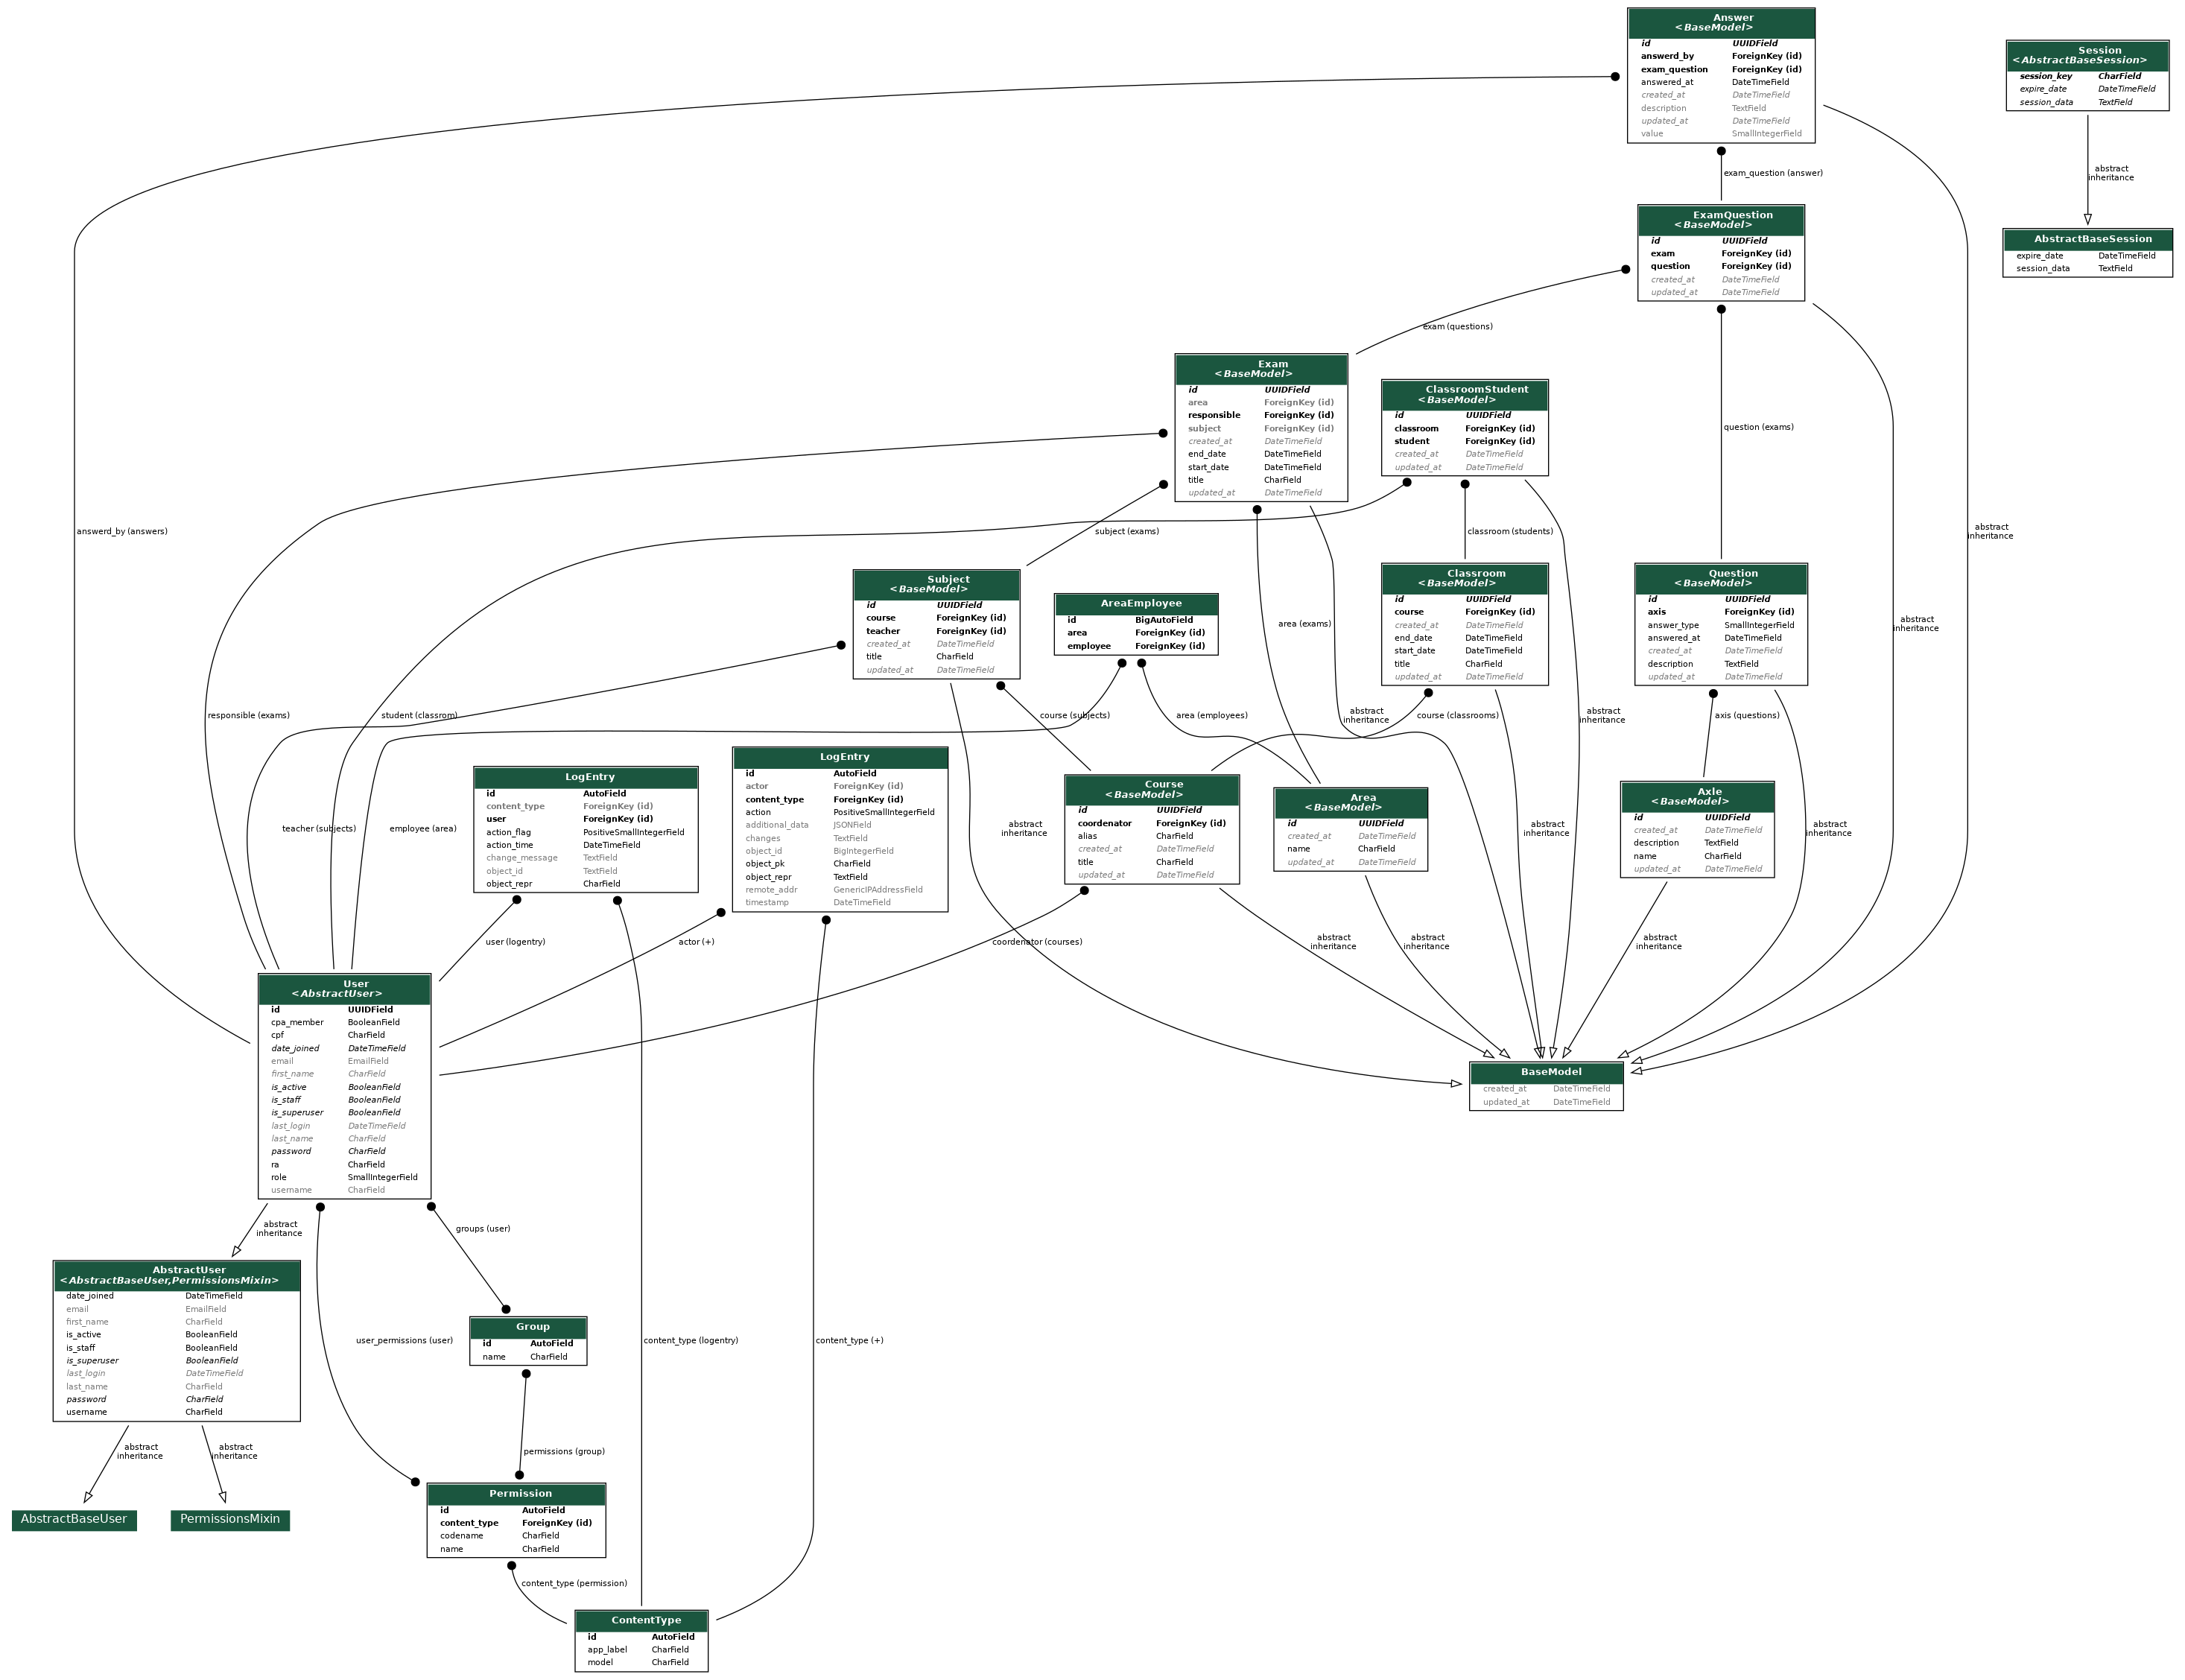 Answer
<BaseModel>
id UUIDField
answerd_by ForeignKey (id)
exam_question ForeignKey (id)
answered_at DateTimeField
created_at DateTimeField
description TextField
updated_at DateTimeField
value SmallIntegerField
Session
<AbstractBaseSession>
session_key CharField
expire_date DateTimeField
session_data TextField
exam_question (answer)
abstract
inheritance
ExamQuestion
<BaseModel>
id UUIDField
exam ForeignKey (id)
question ForeignKey (id)
created_at DateTimeField
updated_at DateTimeField
AbstractBaseSession
expire_date DateTimeField
session_data TextField
exam (questions)
Exam
<BaseModel>
id UUIDField
area ForeignKey (id)
responsible ForeignKey (id)
subject ForeignKey (id)
created_at DateTimeField
end_date DateTimeField
start_date DateTimeField
title CharField
updated_at DateTimeField
ClassroomStudent
<BaseModel>
id UUIDField
classroom ForeignKey (id)
student ForeignKey (id)
created_at DateTimeField
updated_at DateTimeField
question (exams)
answerd_by (answers)
subject (exams)
classroom (students)
abstract
inheritance
Subject
<BaseModel>
id UUIDField
course ForeignKey (id)
teacher ForeignKey (id)
created_at DateTimeField
title CharField
updated_at DateTimeField
AreaEmployee
id BigAutoField
area ForeignKey (id)
employee ForeignKey (id)
area (exams)
Classroom
<BaseModel>
id UUIDField
course ForeignKey (id)
created_at DateTimeField
end_date DateTimeField
start_date DateTimeField
title CharField
updated_at DateTimeField
Question
<BaseModel>
id UUIDField
axis ForeignKey (id)
answer_type SmallIntegerField
answered_at DateTimeField
created_at DateTimeField
description TextField
updated_at DateTimeField
abstract
inheritance
responsible (exams)
student (classrom)
course (subjects)
area (employees)
abstract
inheritance
course (classrooms)
abstract
inheritance
axis (questions)
LogEntry
id AutoField
content_type ForeignKey (id)
user ForeignKey (id)
action_flag PositiveSmallIntegerField
action_time DateTimeField
change_message TextField
object_id TextField
object_repr CharField
LogEntry
id AutoField
actor ForeignKey (id)
content_type ForeignKey (id)
action PositiveSmallIntegerField
additional_data JSONField
changes TextField
object_id BigIntegerField
object_pk CharField
object_repr TextField
remote_addr GenericIPAddressField
timestamp DateTimeField
Course
<BaseModel>
id UUIDField
coordenator ForeignKey (id)
alias CharField
created_at DateTimeField
title CharField
updated_at DateTimeField
Area
<BaseModel>
id UUIDField
created_at DateTimeField
name CharField
updated_at DateTimeField
Axle
<BaseModel>
id UUIDField
created_at DateTimeField
description TextField
name CharField
updated_at DateTimeField
teacher (subjects)
employee (area)
abstract
inheritance
abstract
inheritance
abstract
inheritance
user (logentry)
actor (+)
coordenator (courses)
abstract
inheritance
abstract
inheritance
abstract
inheritance
User
<AbstractUser>
id UUIDField
cpa_member BooleanField
cpf CharField
date_joined DateTimeField
email EmailField
first_name CharField
is_active BooleanField
is_staff BooleanField
is_superuser BooleanField
last_login DateTimeField
last_name CharField
password CharField
ra CharField
role SmallIntegerField
username CharField
BaseModel
created_at DateTimeField
updated_at DateTimeField
abstract
inheritance
groups (user)
AbstractUser
<AbstractBaseUser,PermissionsMixin>
date_joined DateTimeField
email EmailField
first_name CharField
is_active BooleanField
is_staff BooleanField
is_superuser BooleanField
last_login DateTimeField
last_name CharField
password CharField
username CharField
user_permissions (user)
Group
id AutoField
name CharField
content_type (logentry)
content_type (+)
abstract
inheritance
abstract
inheritance
permissions (group)
AbstractBaseUser
PermissionsMixin
Permission
id AutoField
content_type ForeignKey (id)
codename CharField
name CharField
content_type (permission)
ContentType
id AutoField
app_label CharField
model CharField